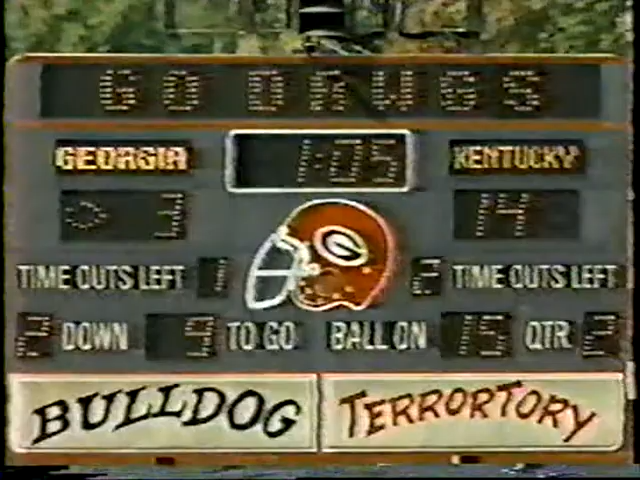 GO DAWGS
GEORGIA 1:05 KENTUCKY
3 14
TIME OUTS LEFT 1 2 TIME OUTS LEFT
2 DOWN 9 TO GO BALL ON 15 QTR 2
BULLDOG TERRORTORY